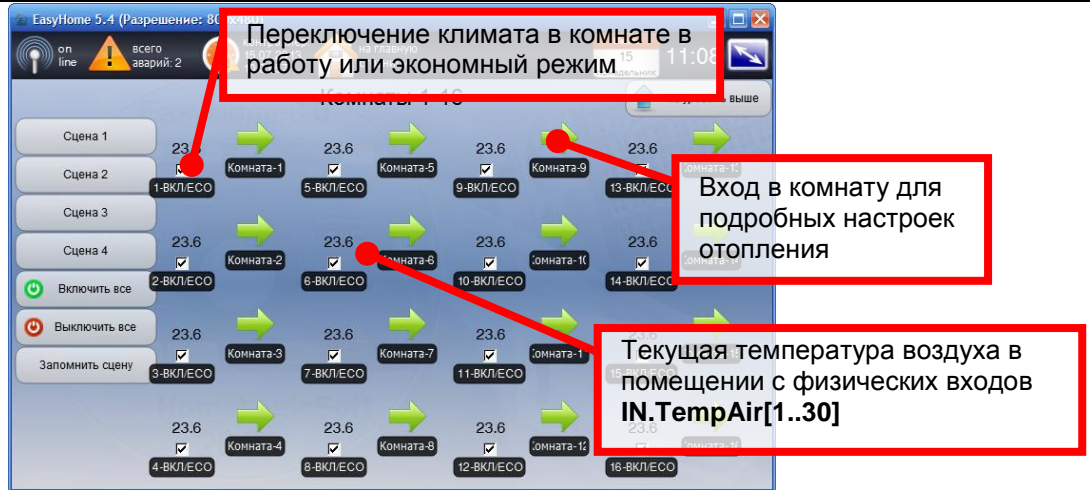 EasyHome 5.4 (Разрешение: 80
Переключение климата в комнате в
работу или экономный режим
on
line
всего
аварий: 2
на главную
15
11:08
Комнаты 1-16
выше
Сцена 1
Сцена 2
Сцена 3
Сцена 4
Включить все
Выключить все
Запомнить сцену
23.6 23.6 23.6
Комната-1 Комната-5 Комната-9
1-ВКЛ/ECO 5-ВКЛ/ECO 9-ВКЛ/ECO 13-ВКЛ/ECO
Вход в комнату для
подробных настроек
отопления
23.6 23.6 23.6 23.6
Комната-2 Комната-6 Комната-10
2-ВКЛ/ECO 6-ВКЛ/ECO 10-ВКЛ/ECO 14-ВКЛ/ECO
23.6 23.6 23.6
Комната-3 Комната-7
3-ВКЛ/ECO 7-ВКЛ/ECO 11-ВКЛ/ECO
Текущая температура воздуха в
помещении с физических входов
IN.TempAir[1..30]
23.6 23.6 23.6 23.6
Комната-4 Комната-8 Комната-12
4-ВКЛ/ECO 8-ВКЛ/ECO 12-ВКЛ/ECO 16-ВКЛ/ECO